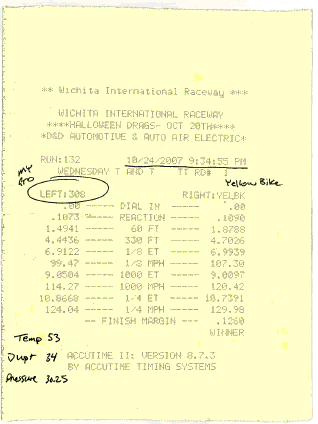 ** Wichita International Raceway ***
WICHITA INTERNATIONAL RACEWAY
****HALLOWEEN DRAGS- OCT 20TH****
*D&D AUTOMOTIVE & AUTO AIR ELECTRIC*
RUN:132 10/24/2007 9:34:55 PM
WEDNESDAY T AND T TT RD# 1
my
Yellow Bike
LEFT:308 RIGHT:YELBK
.00 ----- DIAL IN ----- .00
.1073 ----- REACTION ----- .1090
1.4941 ----- 60 FT ----- 1.8788
4.4436 ----- 330 FT ----- 4.7026
6.9122 ----- 1/8 ET ----- 6.9939
99.47 ----- 1/8 MPH ----- 107.30
9.0504 ----- 1000 ET ----- 9.0097
114.27 ----- 1000 MPH ----- 120.42
10.8668 ----- 1/4 ET ----- 10.7391
124.04 ----- 1/4 MPH ----- 129.98
-- FINISH MARGIN -- .1260
WINNER
Temp 53
Dwpt 34
ACCUTIME II: VERSION 8.7.3
Pressure 30.25
BY ACCUTIME TIMING SYSTEMS